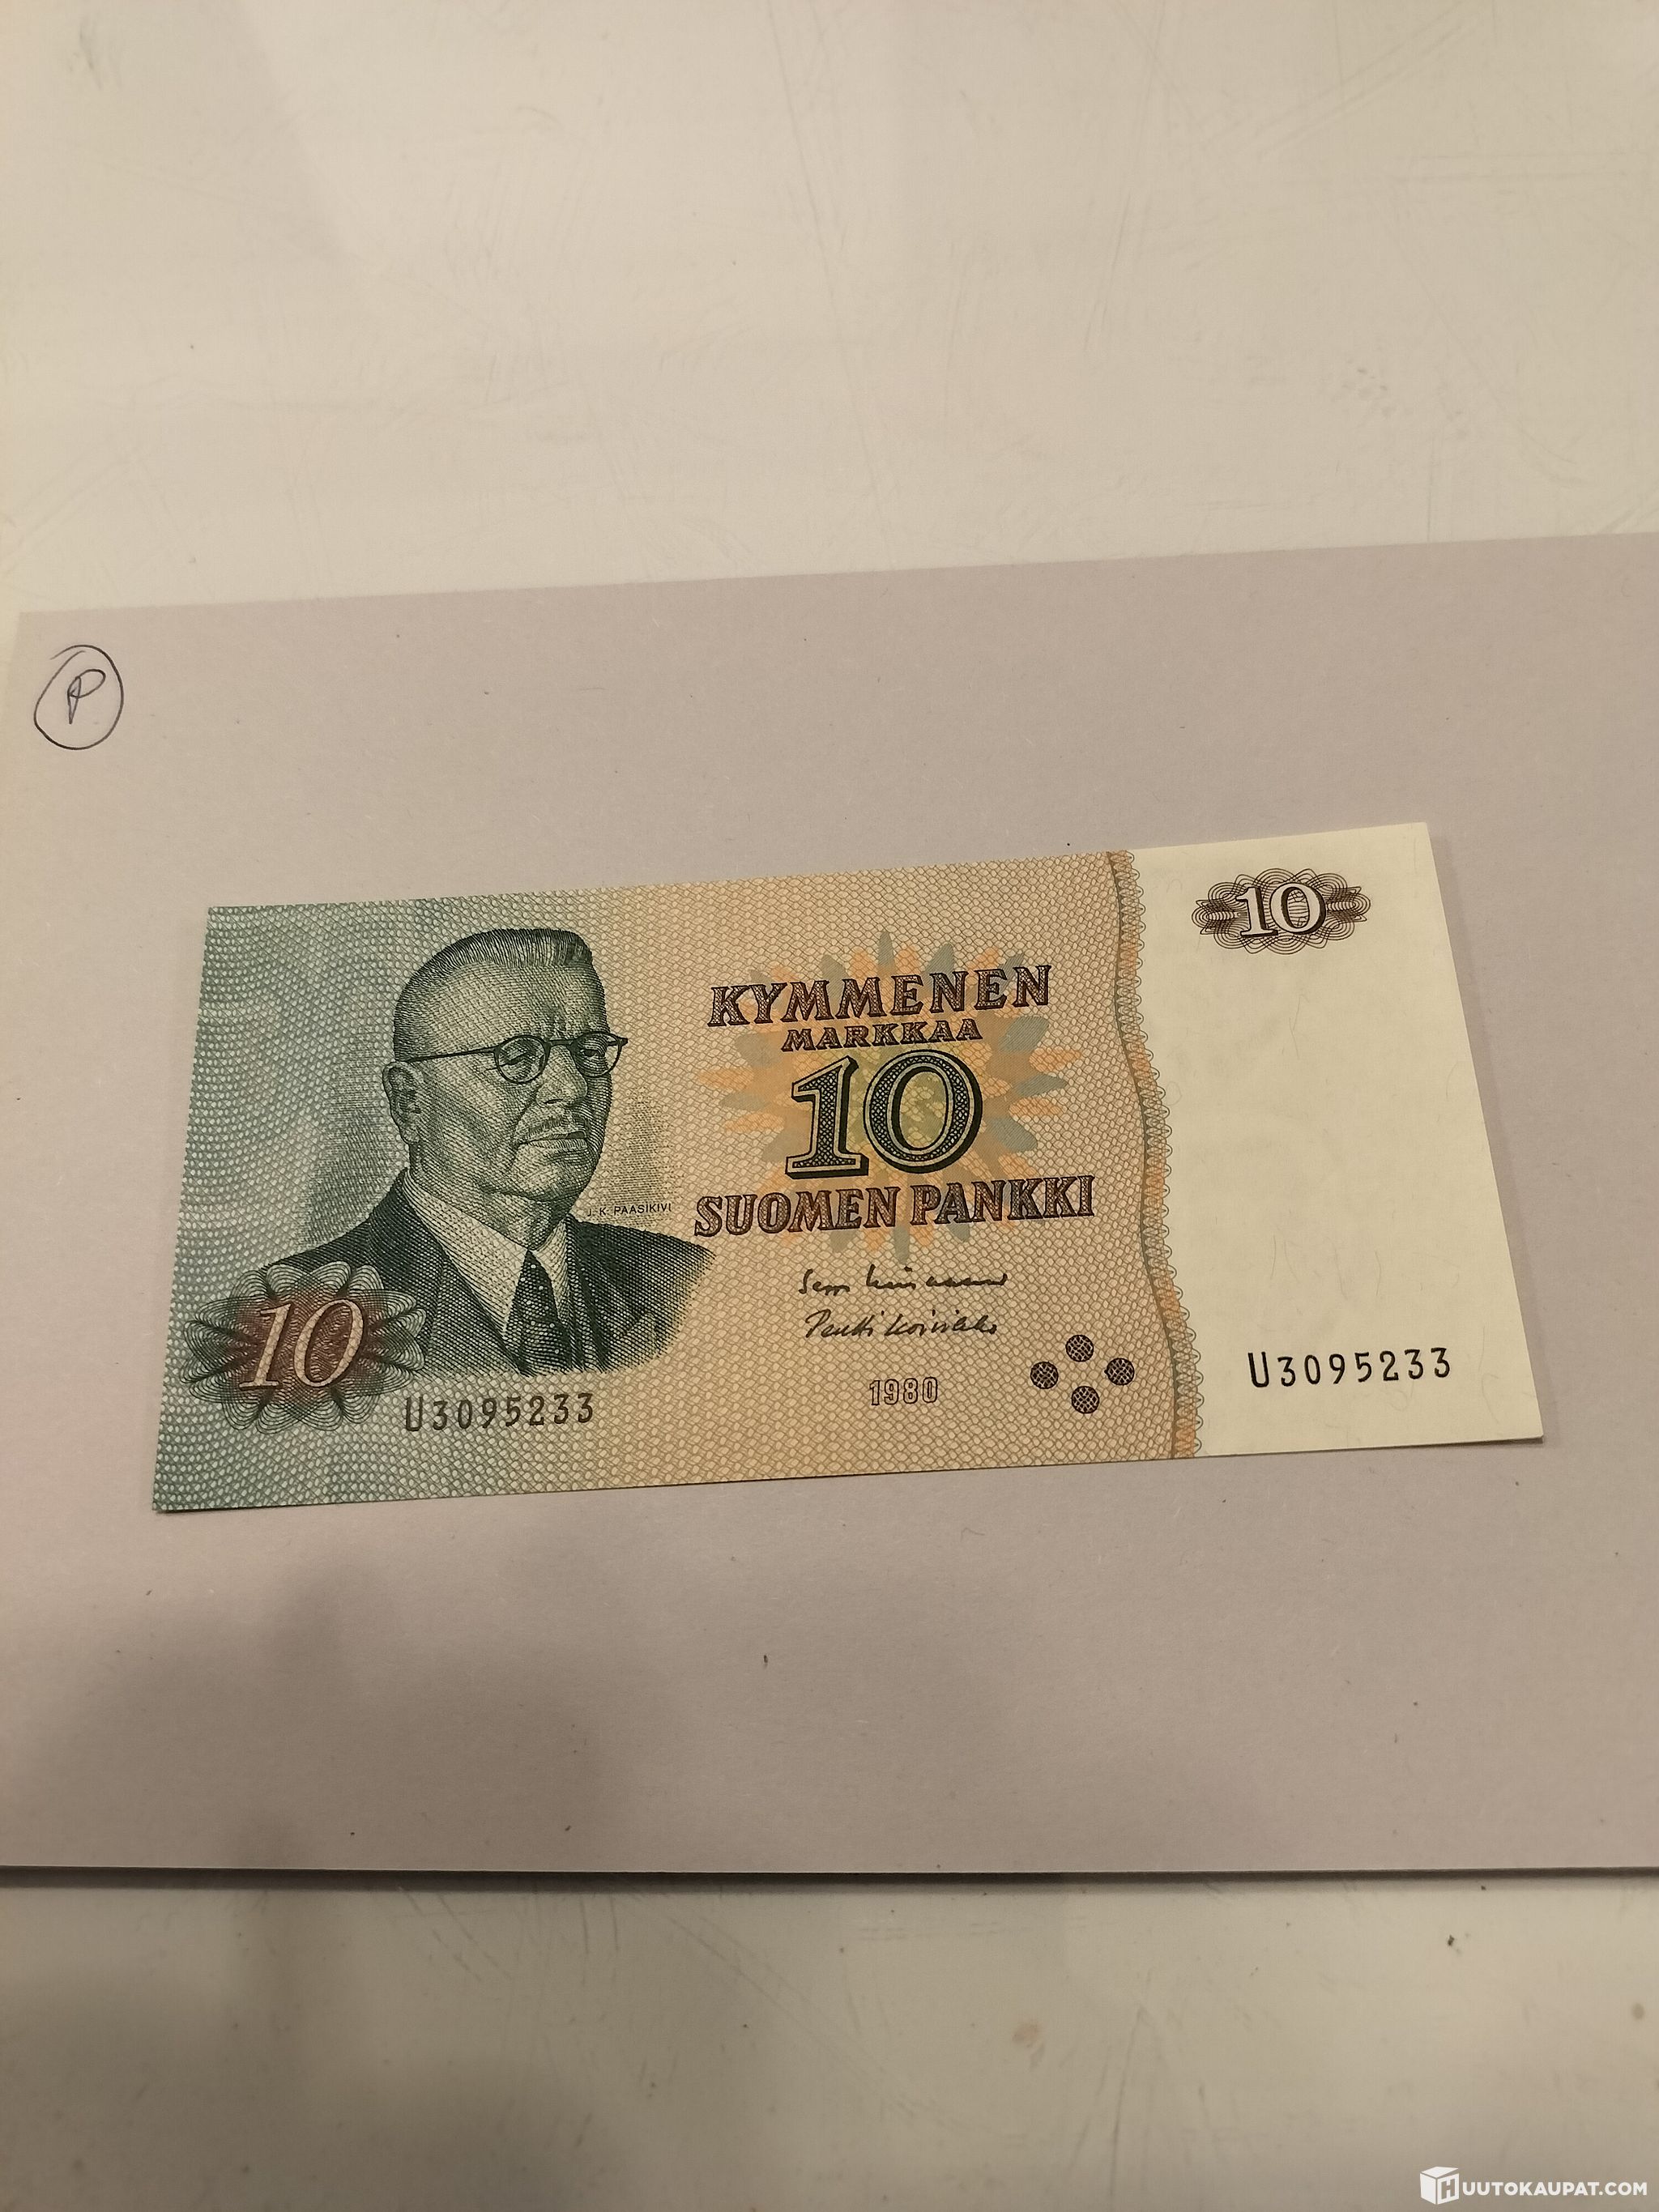 P
10
KYMMENEN
MARKKAA
10
J. K. PAASIKIVI
SUOMEN PANKKI
10
1980
U3095233
U3095233
HUUTOKAUPAT.COM